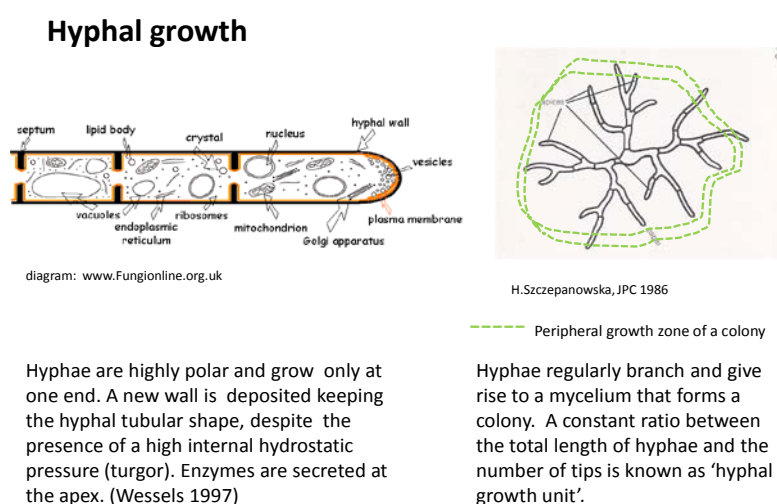 Hyphal growth
septum
lipid body
crystal
nucleus
hyphal wall
vesicles
vacuoles
endoplasmic
reticulum
ribosomes
mitochondrion
Golgi apparatus
plasma membrane
diagram: www.Fungionline.org.uk
apices
H.Szczepanowska, JPC 1986
Peripheral growth zone of a colony
Hyphae are highly polar and grow only at
one end. A new wall is deposited keeping
the hyphal tubular shape, despite the
presence of a high internal hydrostatic
pressure (turgor). Enzymes are secreted at
the apex. (Wessels 1997)
Hyphae regularly branch and give
rise to a mycelium that forms a
colony. A constant ratio between
the total length of hyphae and the
number of tips is known as ‘hyphal
growth unit’.